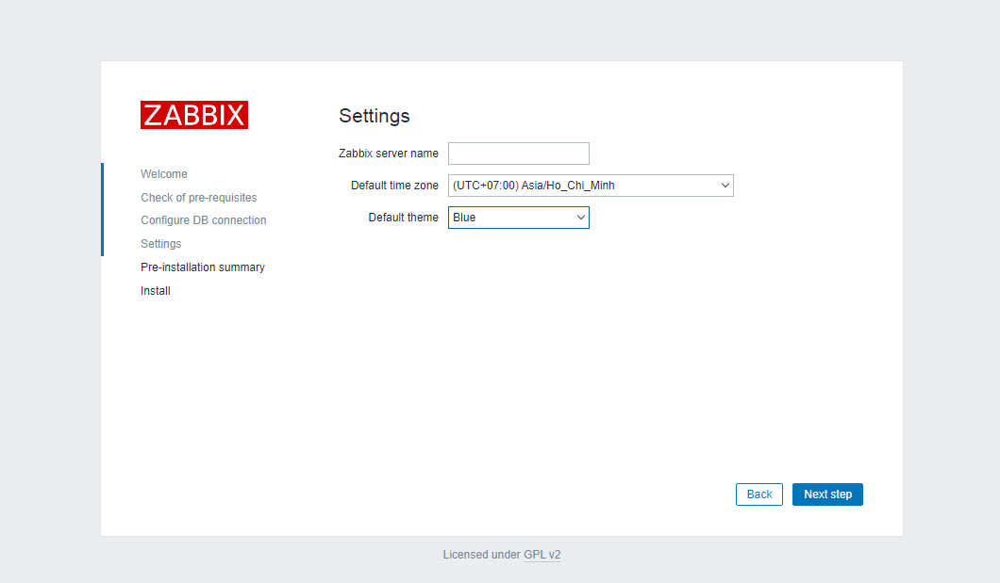 ZABBIX
Welcome
Check of pre-requisites
Configure DB connection
Settings
Pre-installation summary
Install
Settings
Zabbix server name
Default time zone (UTC+07:00) Asia/Ho_Chi_Minh
Default theme Blue
Back Next step
Licensed under GPL v2